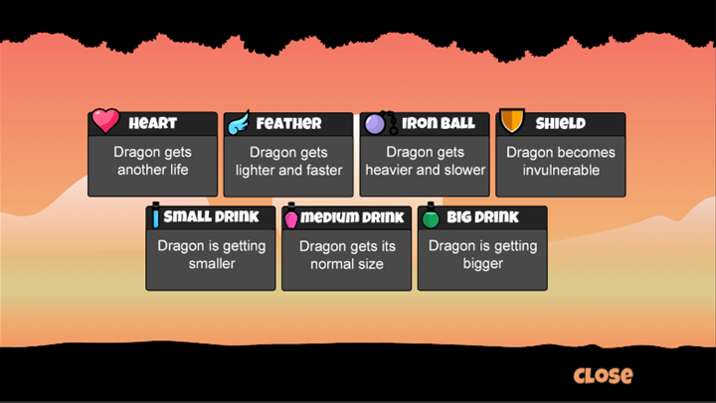 HEART
Dragon gets
another life
FEATHER
Dragon gets
lighter and faster
IRON BALL
Dragon gets
heavier and slower
SHIELD
Dragon becomes
invulnerable
SMALL DRINK
Dragon is getting
smaller
MEDIUM DRINK
Dragon gets its
normal size
BIG DRINK
Dragon is getting
bigger
CLOSE